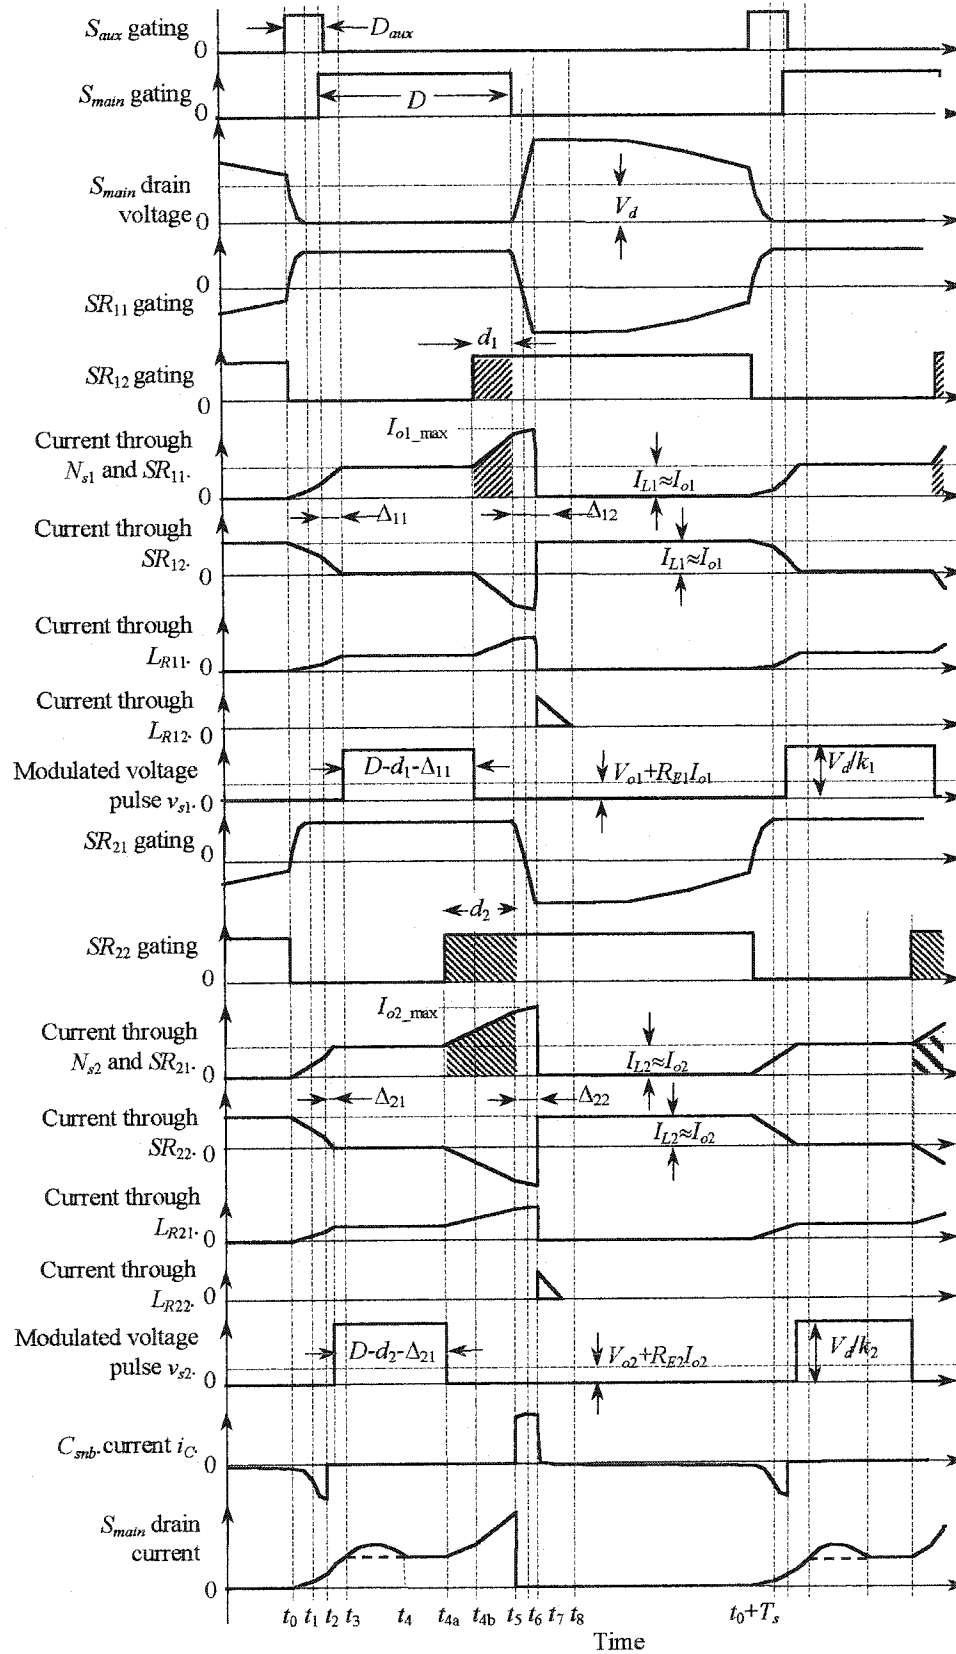 S_aux gating
0
D_aux
S_main gating
0
D
S_main drain
voltage
0
V_d
0
SR_11 gating
d_1
SR_12 gating
0
I_o1_max
Current through
N_s1 and SR_11.
0
I_L1≈I_o1
Δ_11
Δ_12
Current through
SR_12.
0
I_L1≈I_o1
Current through
L_R11. 0
Current through
L_R12. 0
Modulated voltage
pulse v_s1. 0
D-d_1-Δ_11
V_o1+R_E1I_o1
V_d/k_1
SR_21 gating 0
d_2
SR_22 gating
0
I_o2_max
Current through
N_s2 and SR_21.
0
I_L2≈I_o2
Δ_21
Δ_22
Current through
SR_22. 0
I_L2≈I_o2
Current through
L_R21. 0
Current through
L_R22. 0
Modulated voltage
pulse v_s2. 0
D-d_2-Δ_21
V_o2+R_E2I_o2
V_d/k_2
C_snb. current i_C. 0
S_main drain
current
0
t_0 t_1 t_2 t_3 t_4 t_4a t_4b t_5 t_6 t_7 t_8 t_0+T_s
Time